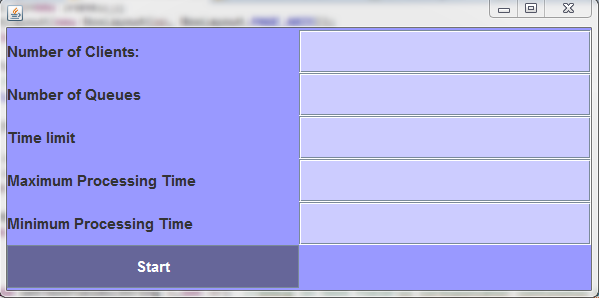 Number of Clients:
Number of Queues
Time limit
Maximum Processing Time
Minimum Processing Time
Start